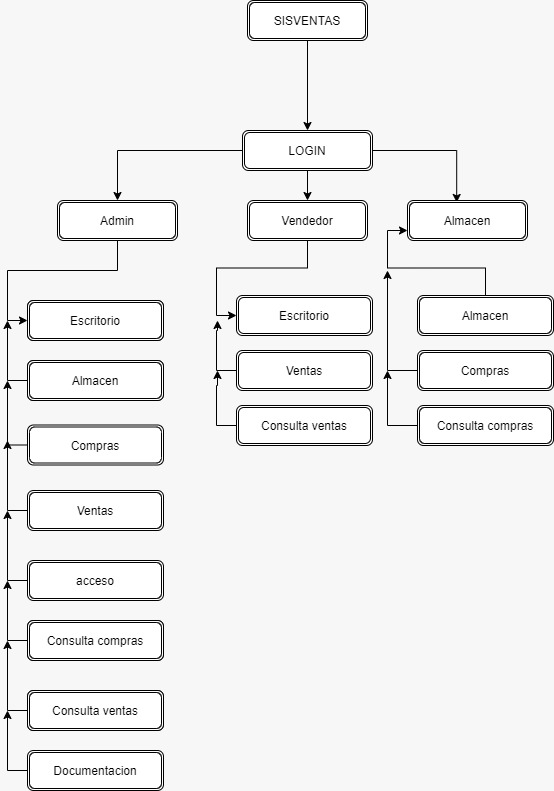 SISVENTAS
LOGIN
Admin
Vendedor
Almacen
Escritorio
Almacen
Compras
Ventas
acceso
Consulta compras
Consulta ventas
Documentacion
Escritorio
Ventas
Consulta ventas
Almacen
Compras
Consulta compras